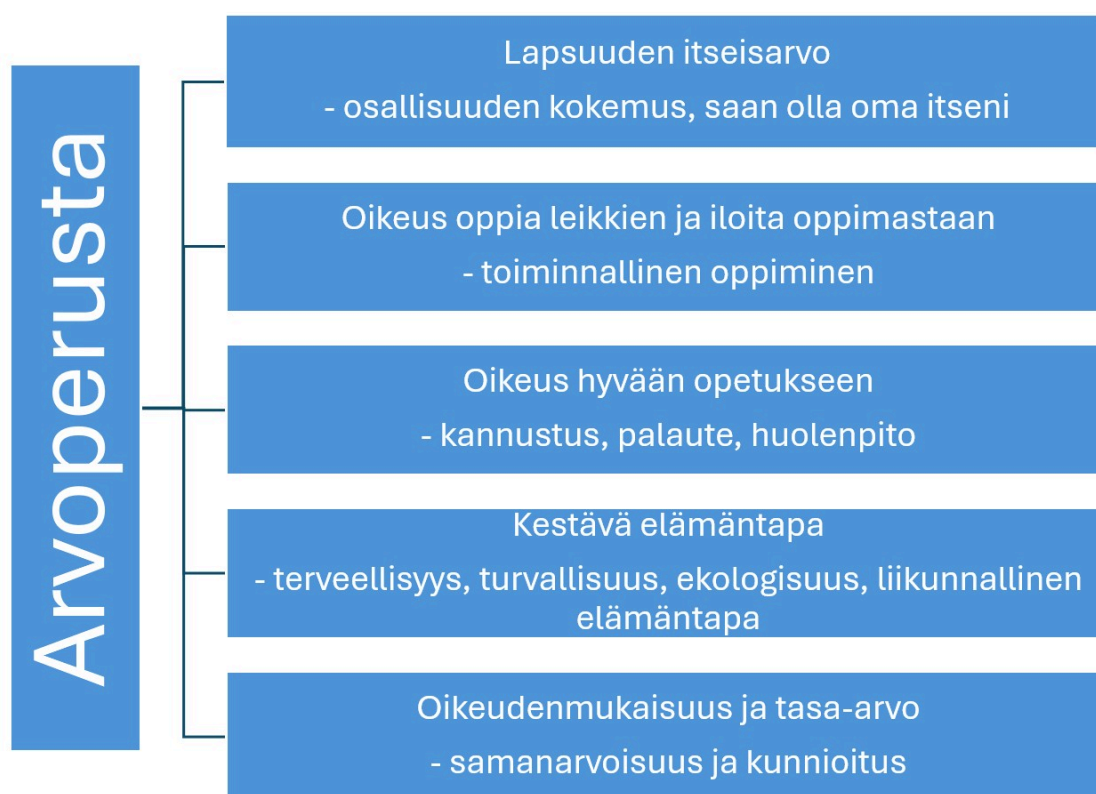 Arvoperusta
Lapsuuden itseisarvo
- osallisuuden kokemus, saan olla oma itseni
Oikeus oppia leikkien ja iloita oppimastaan
- toiminnallinen oppiminen
Oikeus hyvään opetukseen
- kannustus, palaute, huolenpito
Kestävä elämäntapa
- terveellisyys, turvallisuus, ekologisuus, liikunnallinen
elämäntapa
Oikeudenmukaisuus ja tasa-arvo
- samanarvoisuus ja kunnioitus